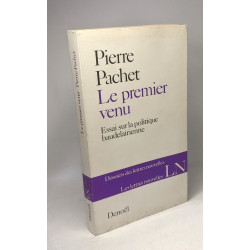 Pierre
Pachet
Le premier
venu
Essai sur la politique
baudelairienne
Dossiers des lettres nouvelles
Les lettres nouvelles
LN
Denoël